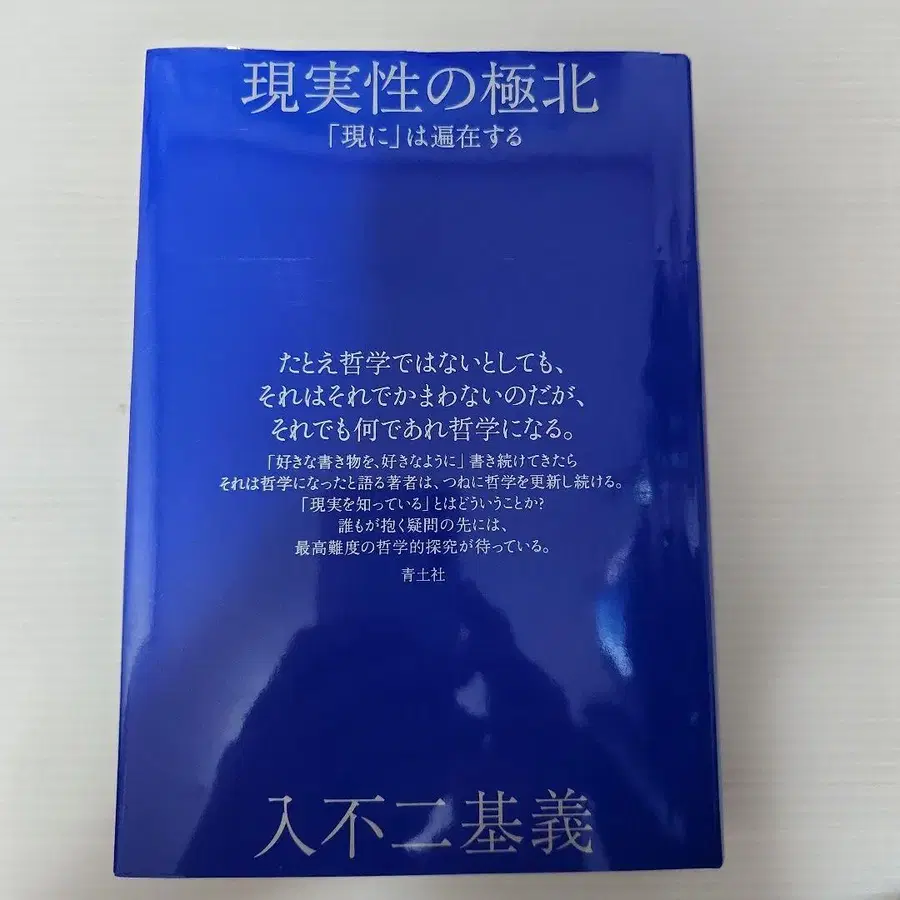 現実性の極北
「現に」は遍在する
たとえ哲学ではないとしても、
それはそれでかまわないのだが、
それでも何であれ哲学になる。
「好きな書き物を、好きなように」書き続けてきたら
それは哲学になったと語る著者は、つねに哲学を更新し続ける。
「現実を知っている」とはどういうことか?
誰もが抱く疑問の先には、
最高難度の哲学的探究が待っている。
青土社
入不二基義